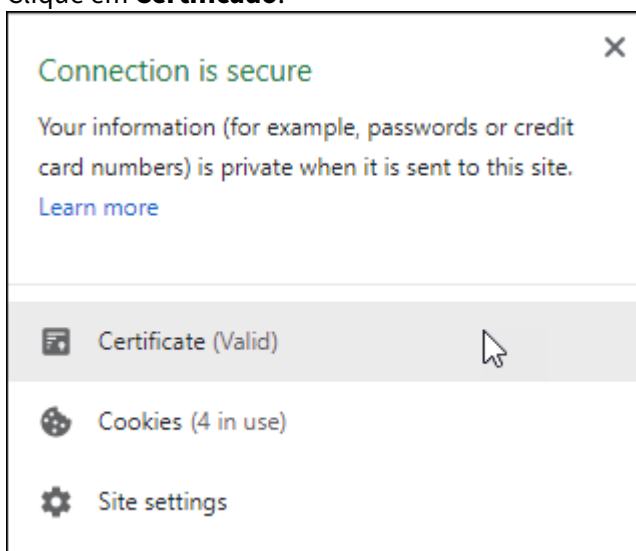 Clique em Certificado.
Connection is secure
Your information (for example, passwords or credit
card numbers) is private when it is sent to this site.
Learn more
Certificate (Valid)
Cookies (4 in use)
Site settings